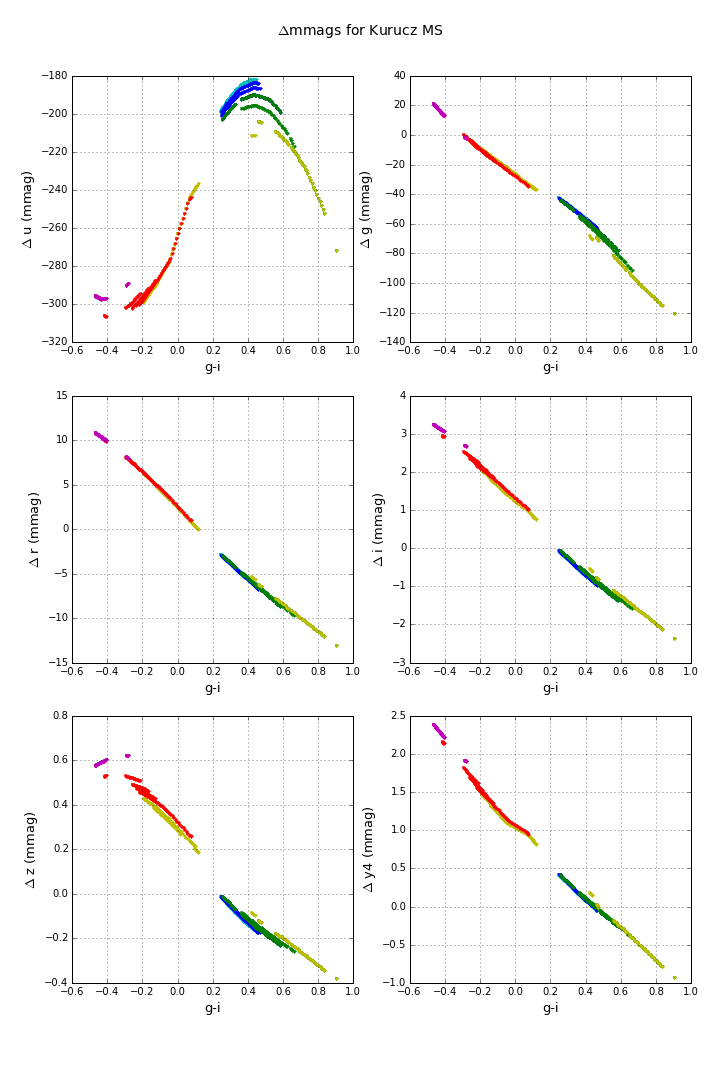 Δmmags for Kurucz MS
−180
−200
−220
−240
−260
−280
−300
−320
Δ u (mmag)
−0.6 −0.4 −0.2 0.0 0.2 0.4 0.6 0.8 1.0
g-i
40
20
0
−20
−40
−60
−80
−100
−120
−140
Δ g (mmag)
−0.6 −0.4 −0.2 0.0 0.2 0.4 0.6 0.8 1.0
g-i
15
10
5
0
−5
−10
−15
Δ r (mmag)
−0.6 −0.4 −0.2 0.0 0.2 0.4 0.6 0.8 1.0
g-i
4
3
2
1
0
−1
−2
−3
Δ i (mmag)
−0.6 −0.4 −0.2 0.0 0.2 0.4 0.6 0.8 1.0
g-i
0.8
0.6
0.4
0.2
0.0
−0.2
−0.4
Δ z (mmag)
−0.6 −0.4 −0.2 0.0 0.2 0.4 0.6 0.8 1.0
g-i
2.5
2.0
1.5
1.0
0.5
0.0
−0.5
−1.0
Δ y4 (mmag)
−0.6 −0.4 −0.2 0.0 0.2 0.4 0.6 0.8 1.0
g-i